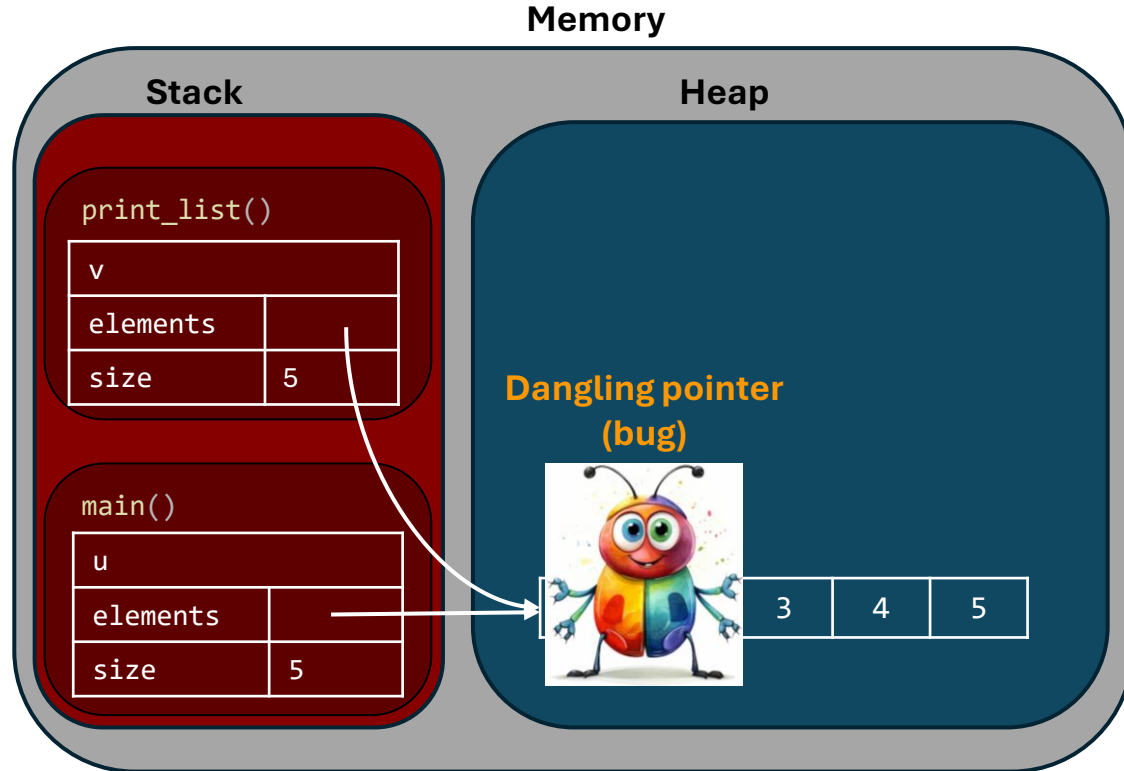 Memory
Stack
Heap
print_list()
v
elements
size 5
Dangling pointer
(bug)
main()
u
elements
size 5
3 4 5